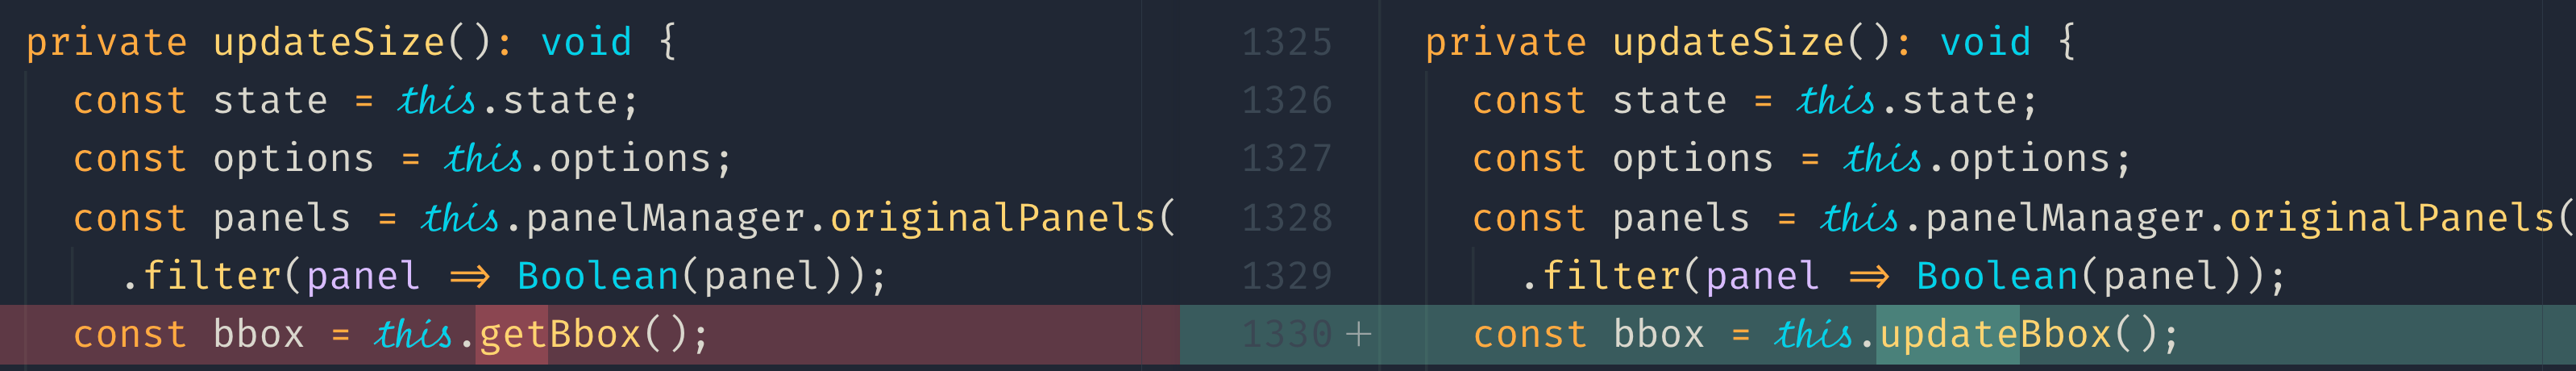 private updateSize(): void {
const state = this.state;
const options = this.options;
const panels = this.panelManager.originalPanels(
.filter(panel => Boolean(panel));
const bbox = this.getBbox();
1325 private updateSize(): void {
1326 const state = this.state;
1327 const options = this.options;
1328 const panels = this.panelManager.originalPanels(
1329 .filter(panel => Boolean(panel));
1330 + const bbox = this.updateBbox();